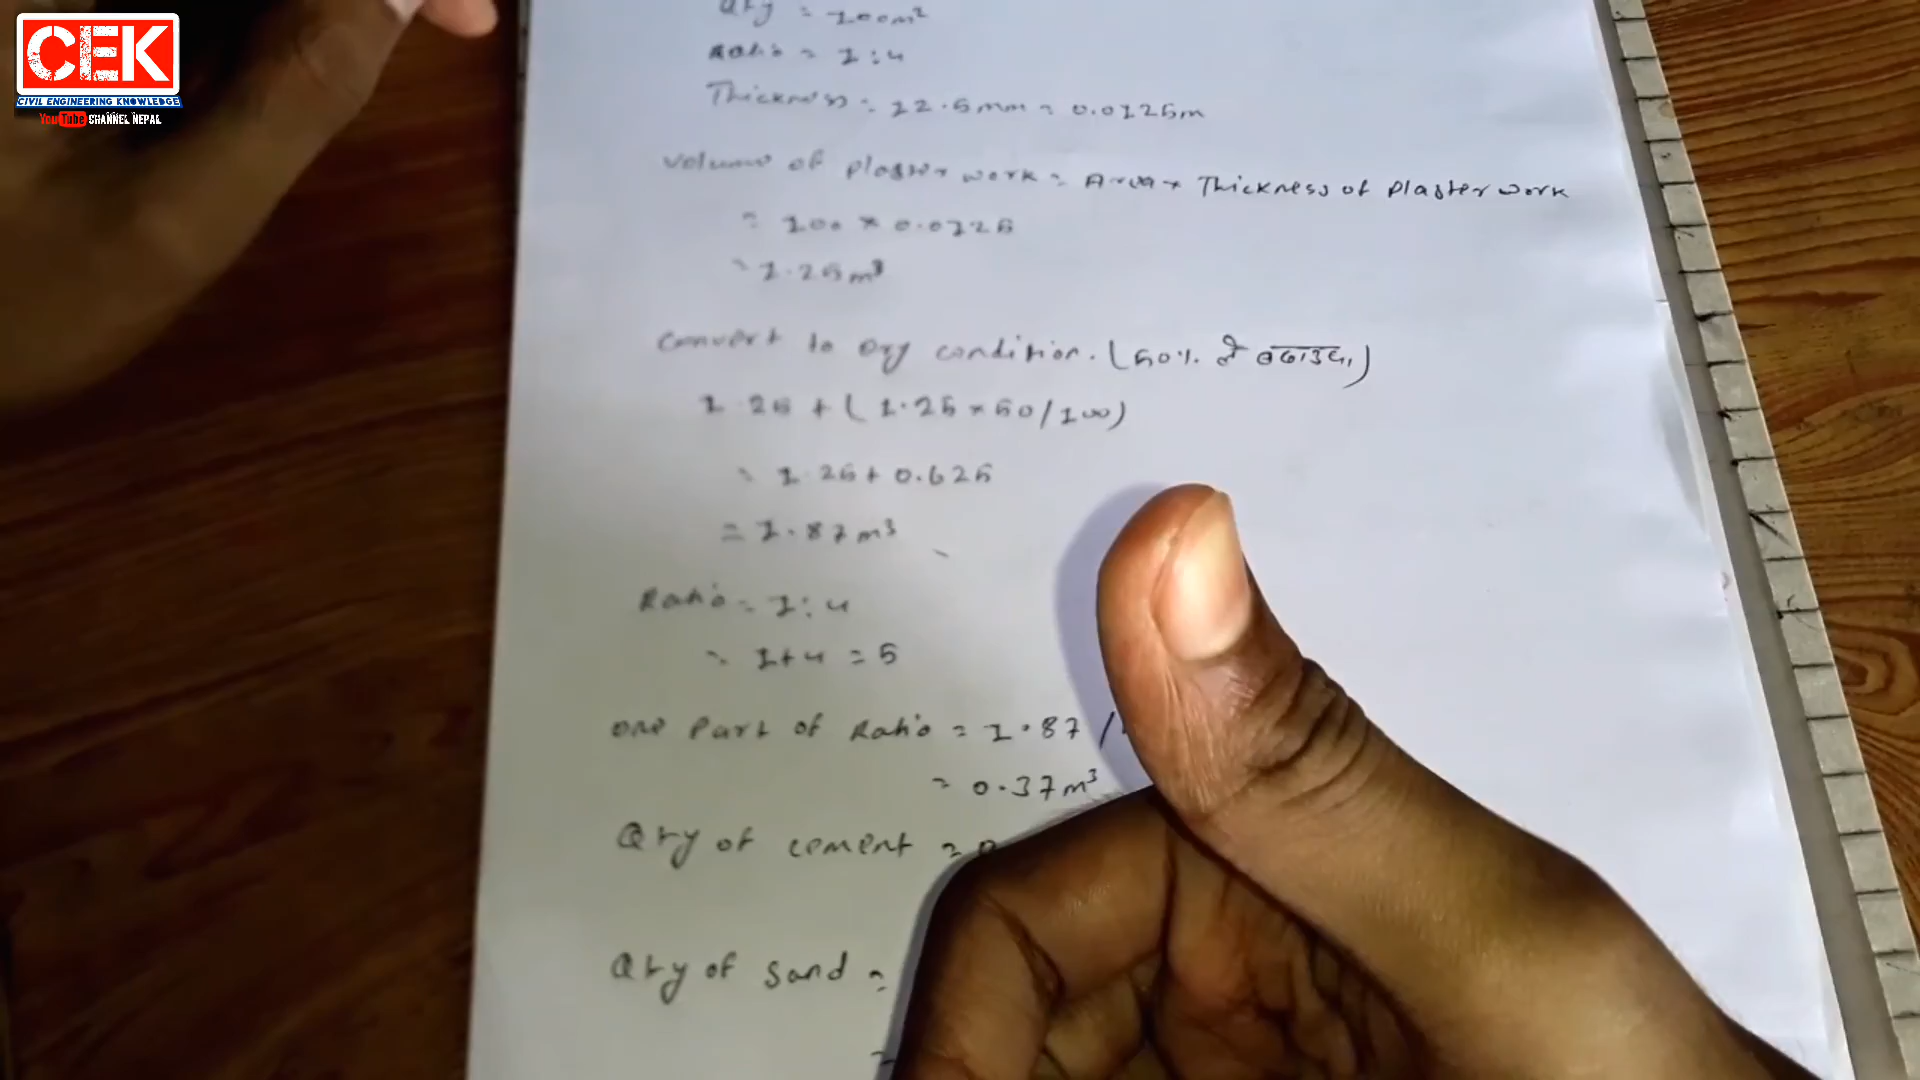 CEK
CIVIL ENGINEERING KNOWLEDGE
YouTube CHANNEL NEPAL
Qty = 100m²
Ratio = 1:4
Thickness = 12.5mm = 0.0125m
Volume of plaster work = Area × Thickness of plaster work
= 100 × 0.0125
= 1.25m³
Convert to Dry condition. (50% ले बढाउदा)
1.25 + (1.25 × 50/100)
= 1.25 + 0.625
= 1.87m³
Ratio = 1:4
= 1+4 = 5
One Part of Ratio = 1.87 /
= 0.37m³
Qty of cement = 0
Qty of sand =
=